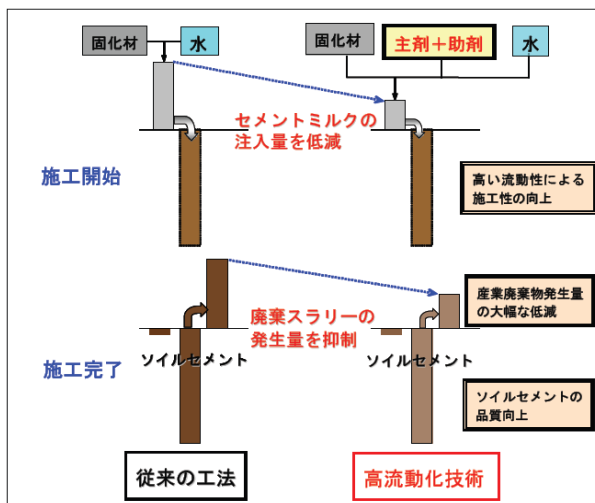 固化材
水
固化材
主剤＋助剤
水
セメントミルクの
注入量を低減
施工開始
高い流動性による
施工性の向上
産業廃棄物発生量
の大幅な低減
廃棄スラリーの
発生量を抑制
ソイルセメント
ソイルセメント
施工完了
ソイルセメントの
品質向上
従来の工法
高流動化技術